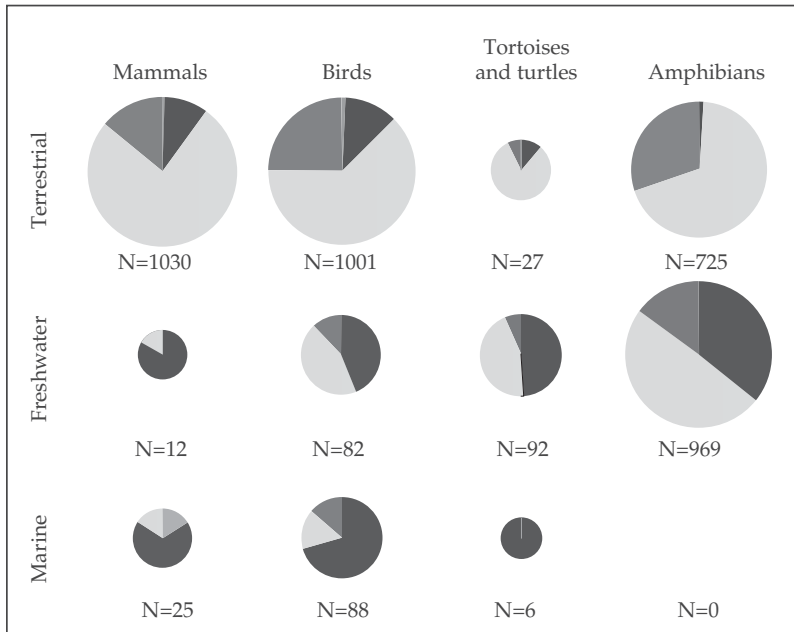 Mammals
Birds
Tortoises
and turtles
Amphibians
Terrestrial
N=1030
N=1001
N=27
N=725
Freshwater
N=12
N=82
N=92
N=969
Marine
N=25
N=88
N=6
N=0